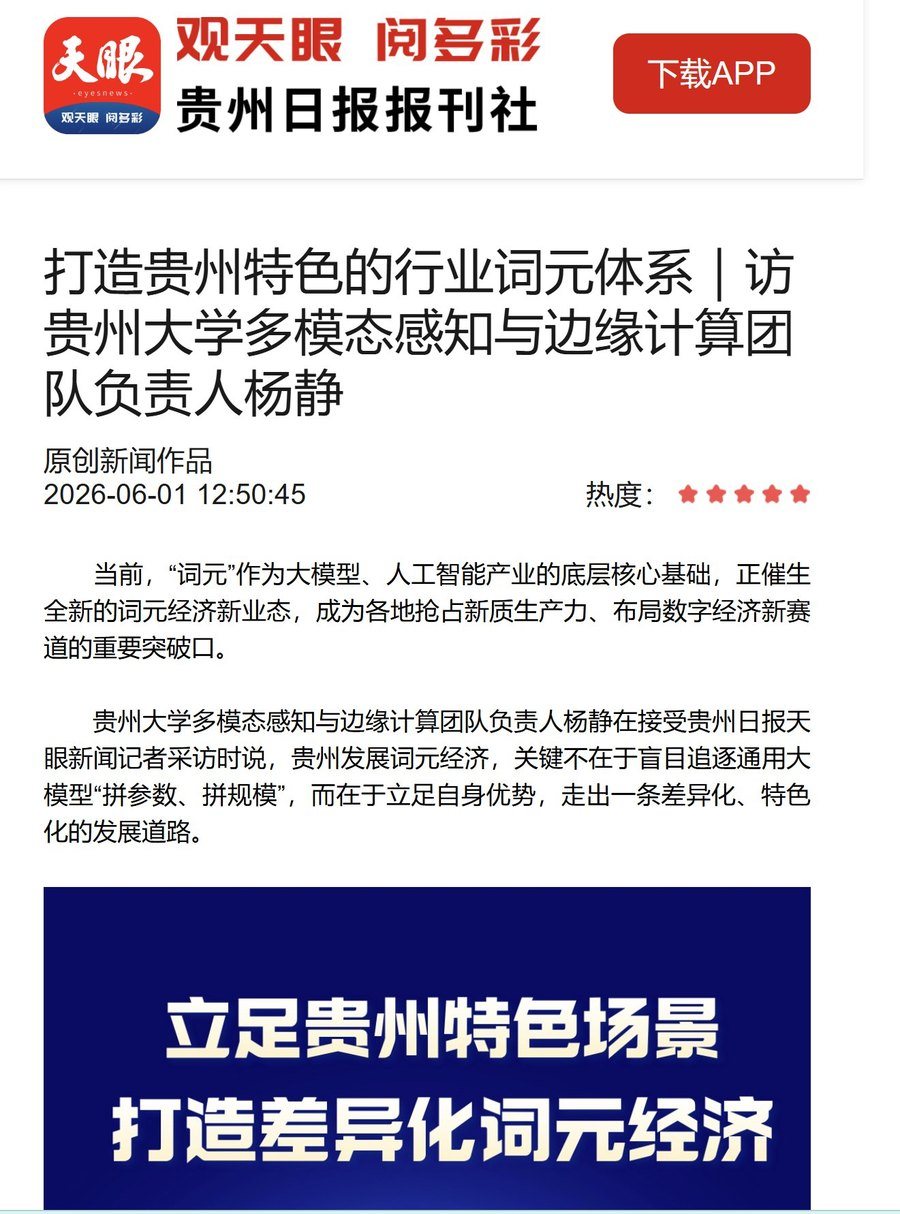 天眼
·eyesnews·
观天眼 阅多彩
观天眼 阅多彩
贵州日报报刊社
下载APP
打造贵州特色的行业词元体系｜访
贵州大学多模态感知与边缘计算团
队负责人杨静
原创新闻作品
2026-06-01 12:50:45
热度：
当前，“词元”作为大模型、人工智能产业的底层核心基础，正催生
全新的词元经济新业态，成为各地抢占新质生产力、布局数字经济新赛
道的重要突破口。
贵州大学多模态感知与边缘计算团队负责人杨静在接受贵州日报天
眼新闻记者采访时说，贵州发展词元经济，关键不在于盲目追逐通用大
模型“拼参数、拼规模”，而在于立足自身优势，走出一条差异化、特色
化的发展道路。
立足贵州特色场景
打造差异化词元经济